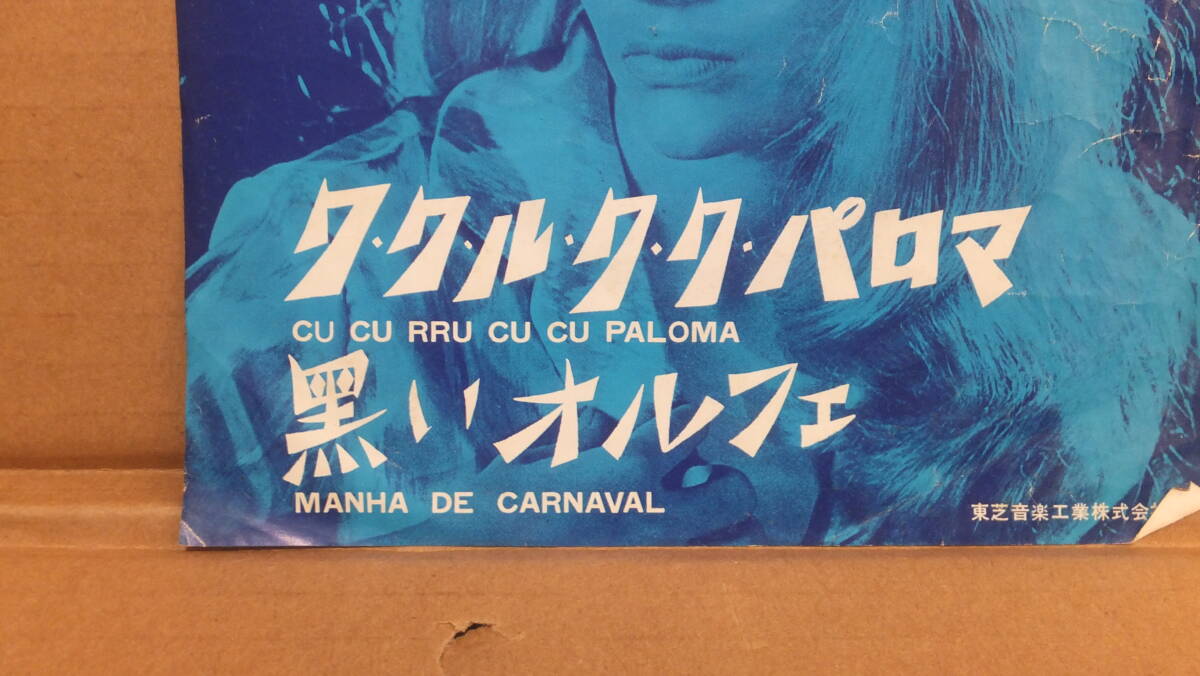 ク・ク・ル・ク・ク・パロマ
CU CU RRU CU CU PALOMA
黒いオルフェ
MANHA DE CARNAVAL
東芝音楽工業株式会